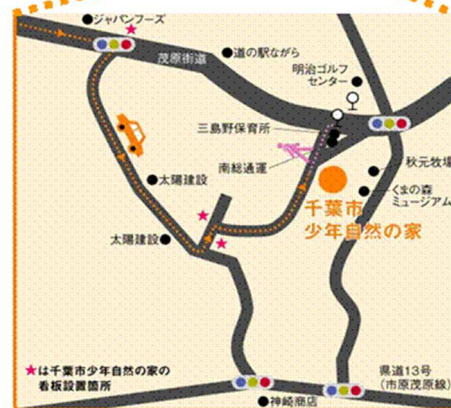 ジャパンフーズ
茂原街道
道の駅ながら
明治ゴルフ
センター
三島野保育所
南総通運
秋元牧場
くまの森
ミュージアム
太陽建設
千葉市
少年自然の家
太陽建設
★は千葉市少年自然の家の
看板設置箇所
県道13号
(市原茂原線)
神崎商店